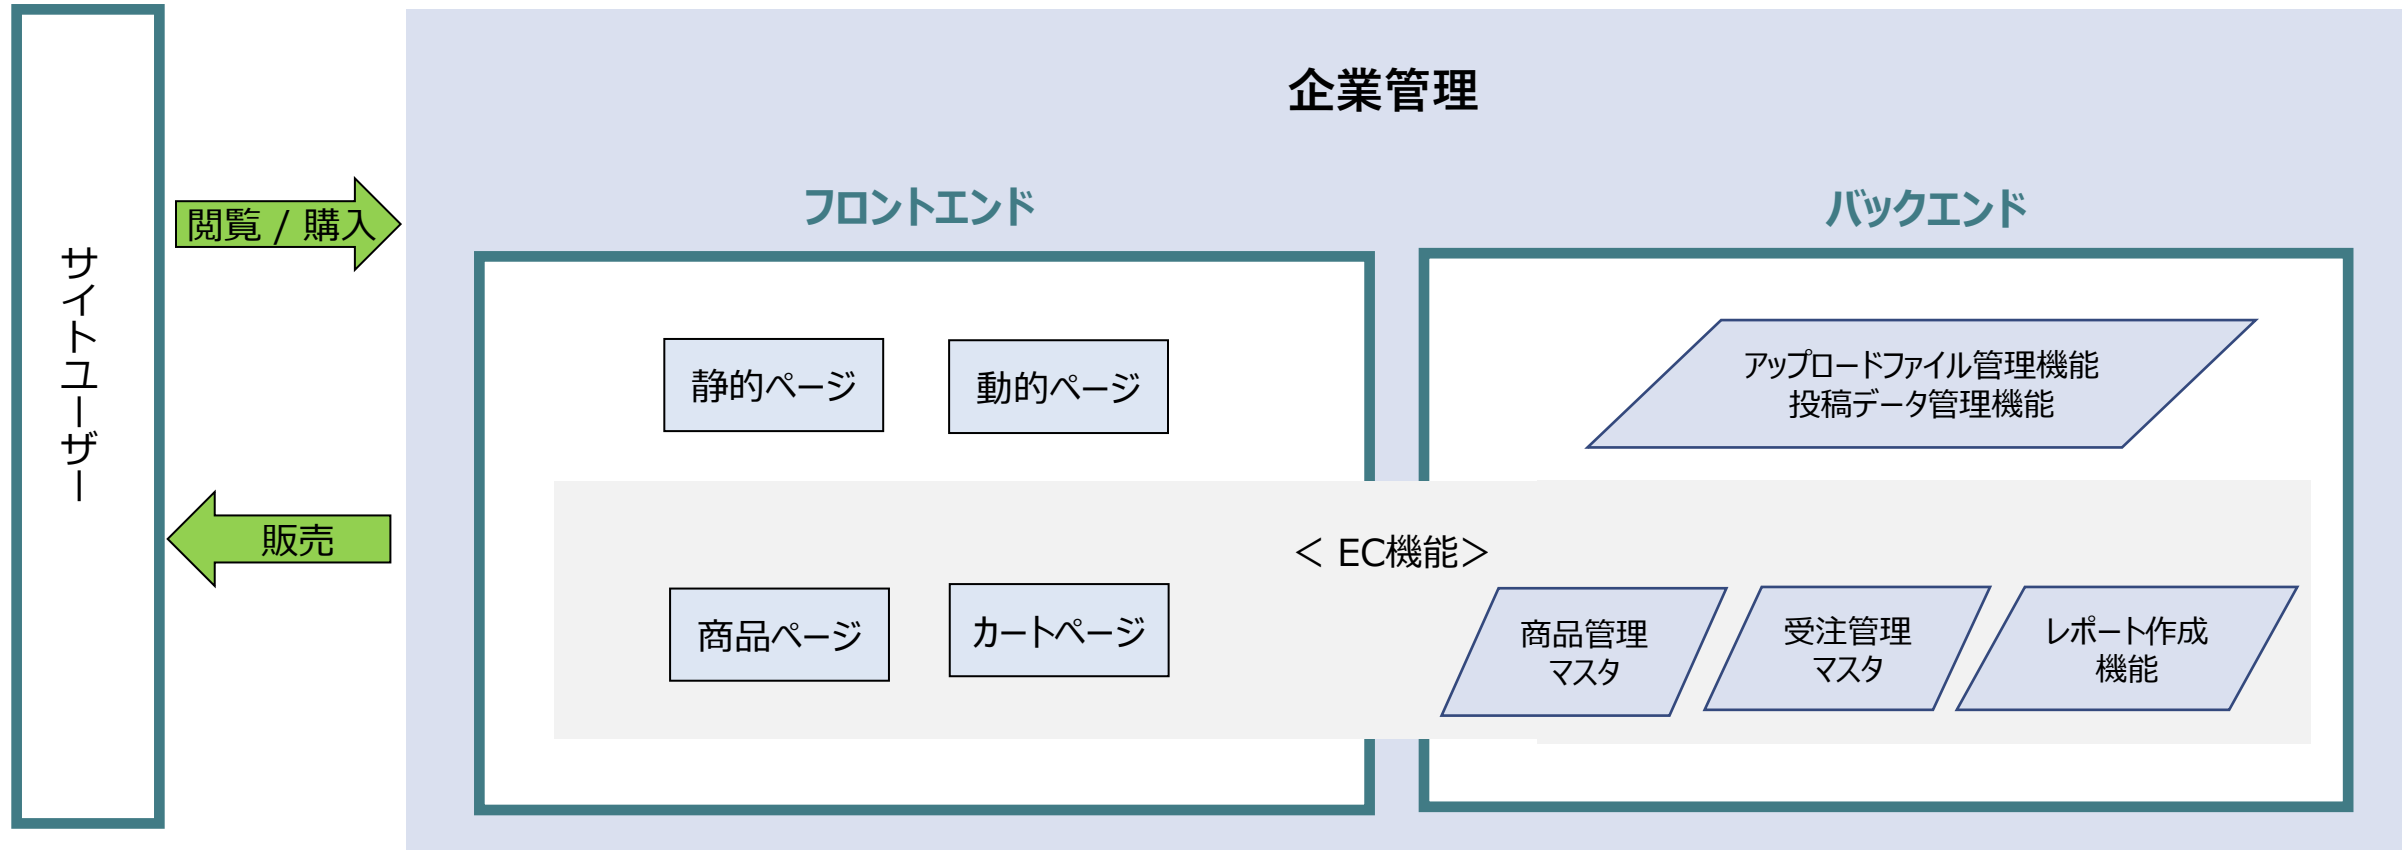 サイトユーザー
閲覧 / 購入
販売
企業管理
フロントエンド
バックエンド
静的ページ
動的ページ
アップロードファイル管理機能
投稿データ管理機能
＜ EC機能＞
商品ページ
カートページ
商品管理
マスタ
受注管理
マスタ
レポート作成
機能